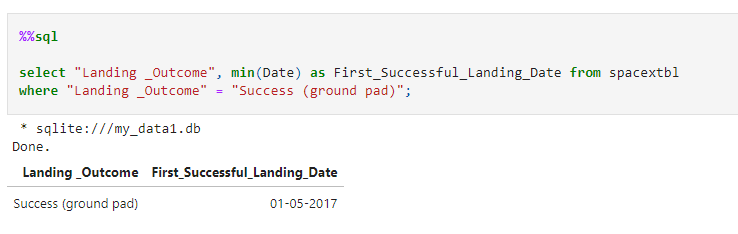 %%sql
select "Landing _Outcome", min(Date) as First_Successful_Landing_Date from spacextbl
where "Landing _Outcome" = "Success (ground pad)";
* sqlite:///my_data1.db
Done.
Landing _Outcome First_Successful_Landing_Date
Success (ground pad) 01-05-2017